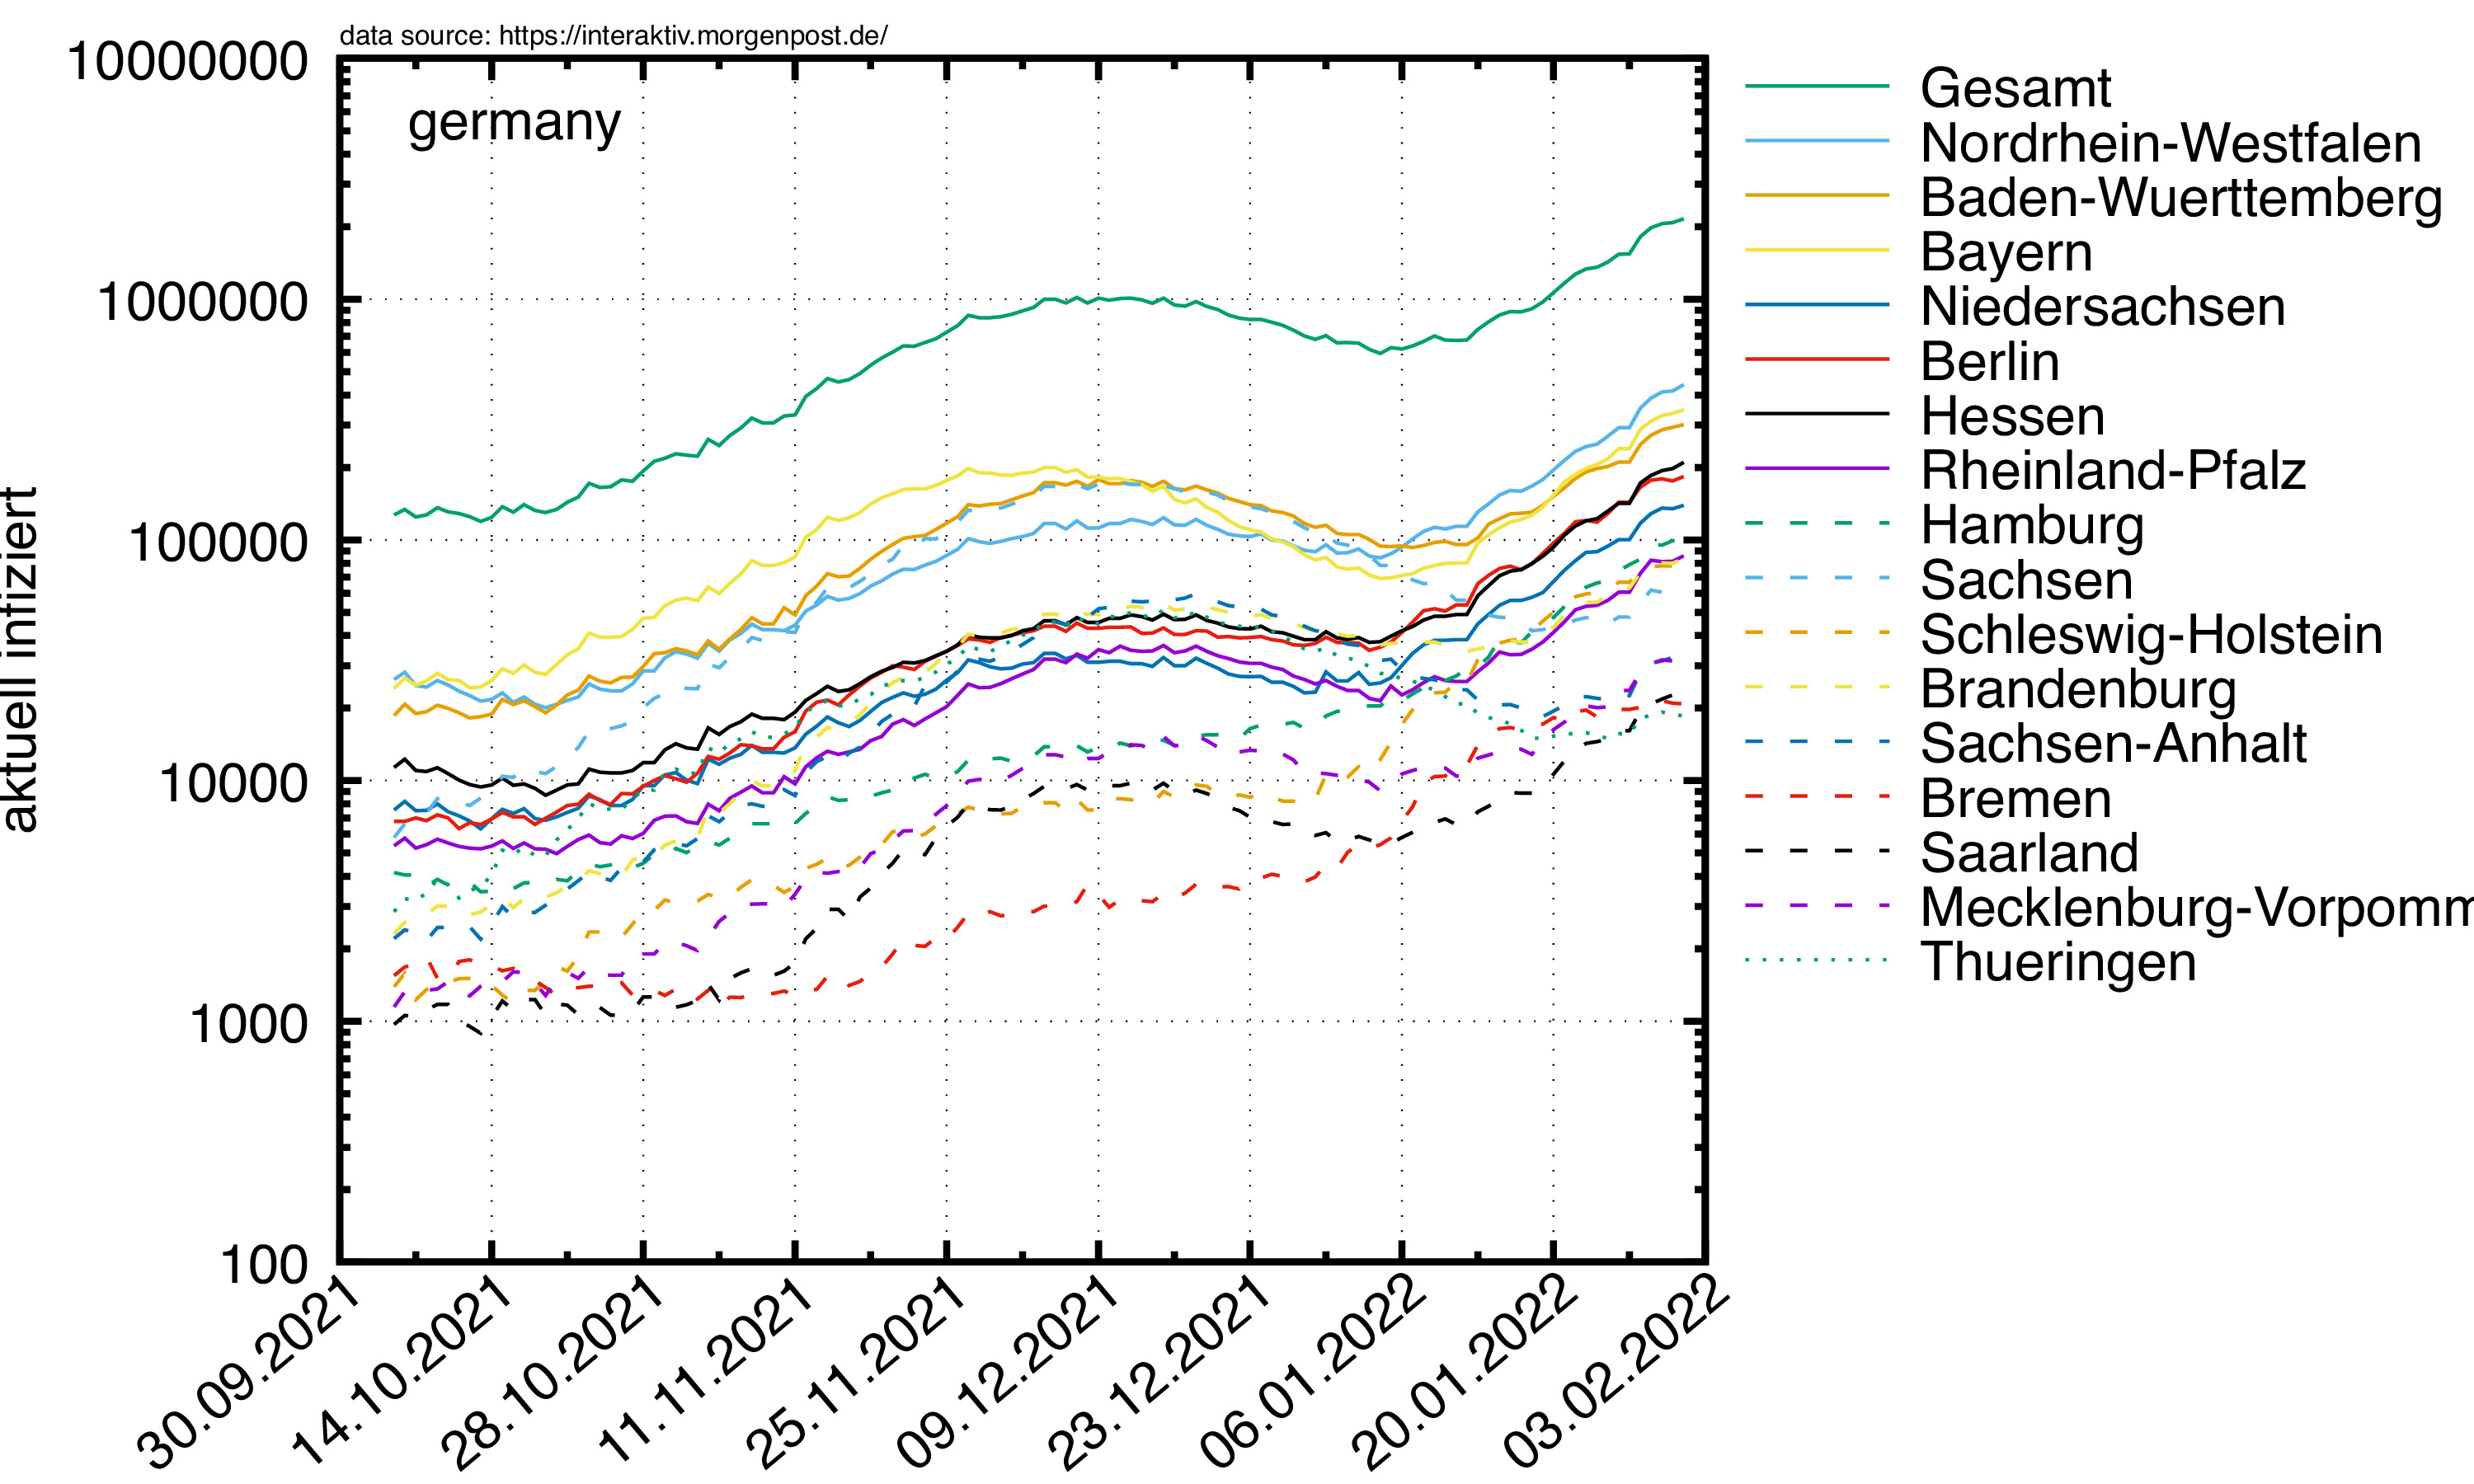 data source: https://interaktiv.morgenpost.de/
germany
aktuell infiziert
10000000
1000000
100000
10000
1000
100
30.09.2021
14.10.2021
28.10.2021
11.11.2021
25.11.2021
09.12.2021
23.12.2021
06.01.2022
20.01.2022
03.02.2022
Gesamt
Nordrhein-Westfalen
Baden-Wuerttemberg
Bayern
Niedersachsen
Berlin
Hessen
Rheinland-Pfalz
Hamburg
Sachsen
Schleswig-Holstein
Brandenburg
Sachsen-Anhalt
Bremen
Saarland
Mecklenburg-Vorpomm
Thueringen